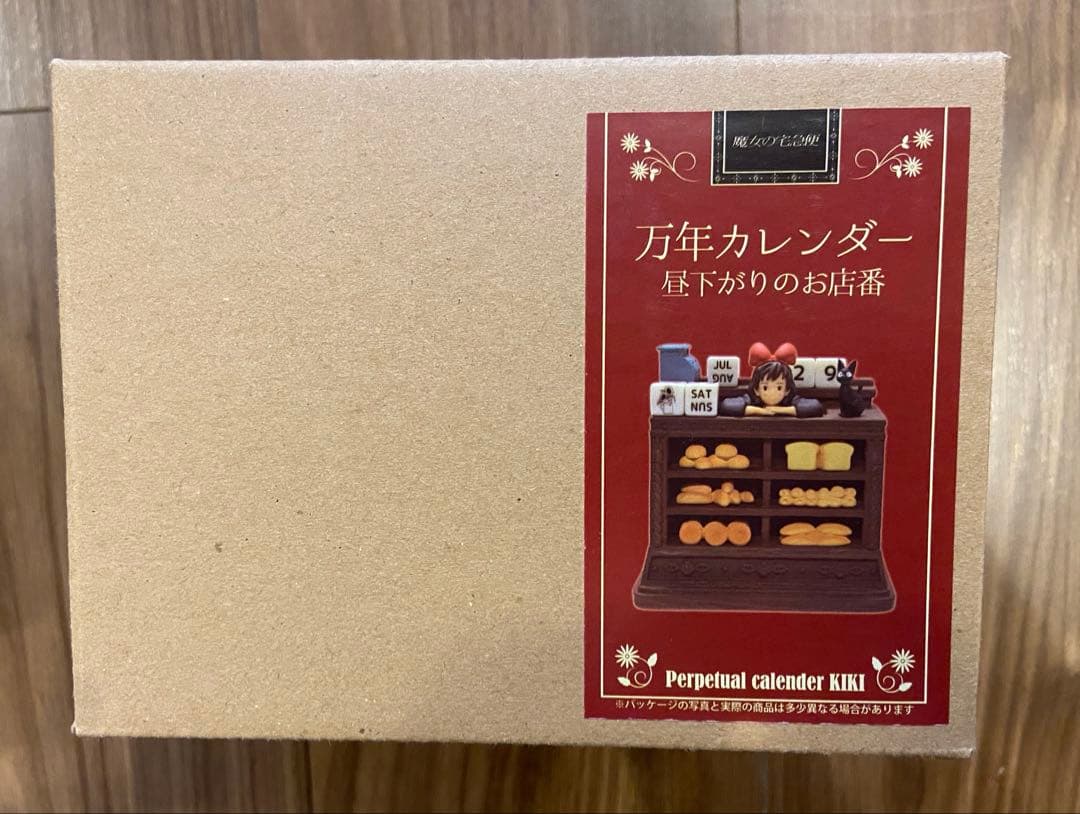 魔女の宅急便
万年カレンダー
昼下がりのお店番
JUL
AUG
2 9
SAT
SUN
Perpetual calender KIKI
※パッケージの写真と実際の商品は多少異なる場合があります